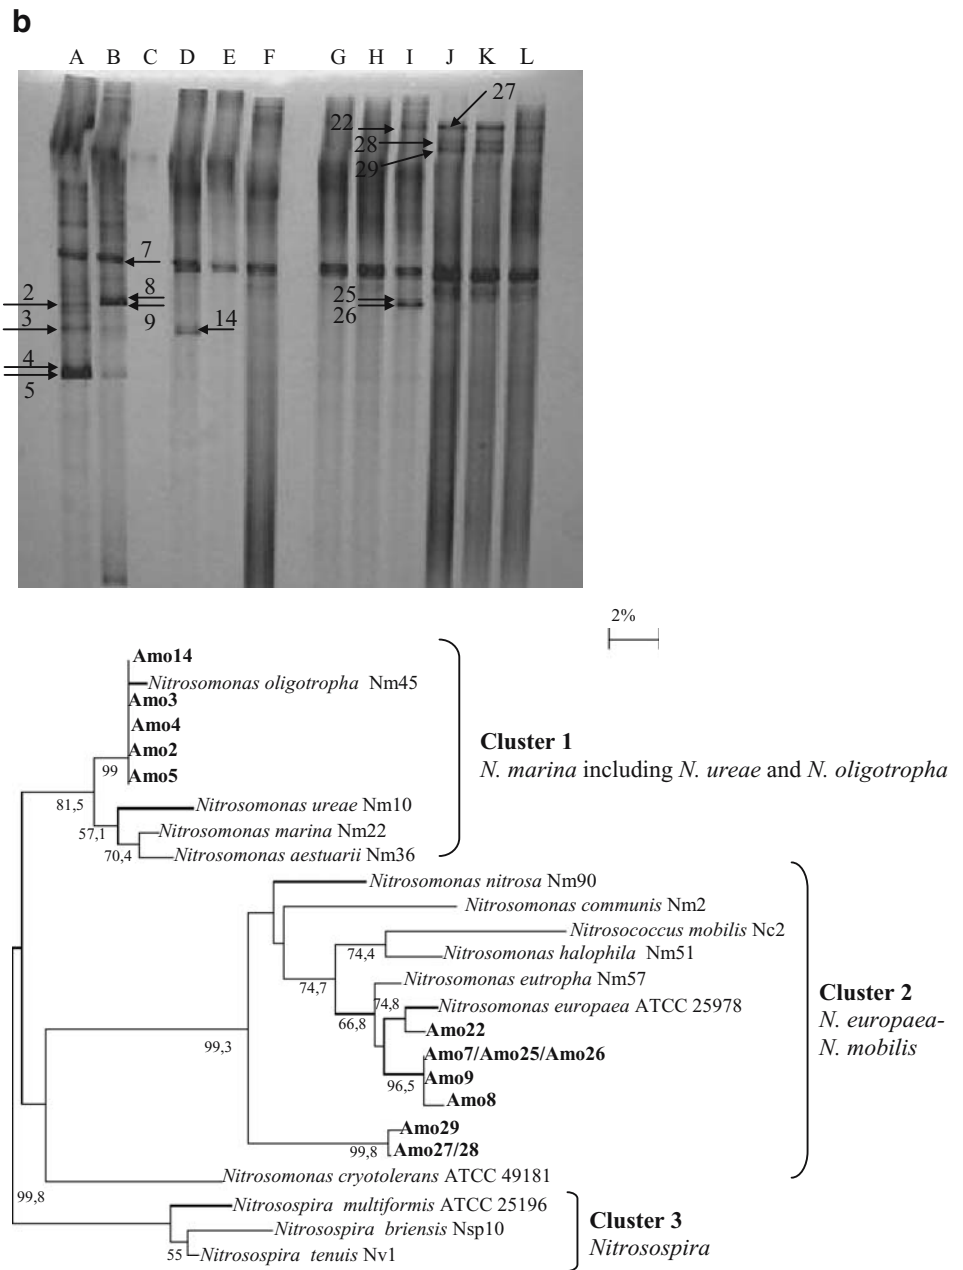 b
A B C D E F G H I J K L
27
22
28
29
7
2
8
25
3
9
14
26
4
5
2%
Amo14
Nitrosomonas oligotropha Nm45
Amo3
Amo4
Cluster 1
Amo2
N. marina including N. ureae and N. oligotropha
99
Amo5
81,5
Nitrosomonas ureae Nm10
57,1
Nitrosomonas marina Nm22
70,4
Nitrosomonas aestuarii Nm36
Nitrosomonas nitrosa Nm90
Nitrosomonas communis Nm2
Nitrosococcus mobilis Nc2
74,4
Nitrosomonas halophila Nm51
74,7
Nitrosomonas eutropha Nm57
Cluster 2
74,8
Nitrosomonas europaea ATCC 25978
N. europaea-
66,8
Amo22
N. mobilis
99,3
Amo7/Amo25/Amo26
96,5
Amo9
Amo8
Amo29
99,8
Amo27/28
Nitrosomonas cryotolerans ATCC 49181
99,8
Nitrosospira multiformis ATCC 25196
Cluster 3
Nitrosospira briensis Nsp10
Nitrosospira
55
Nitrosospira tenuis Nv1